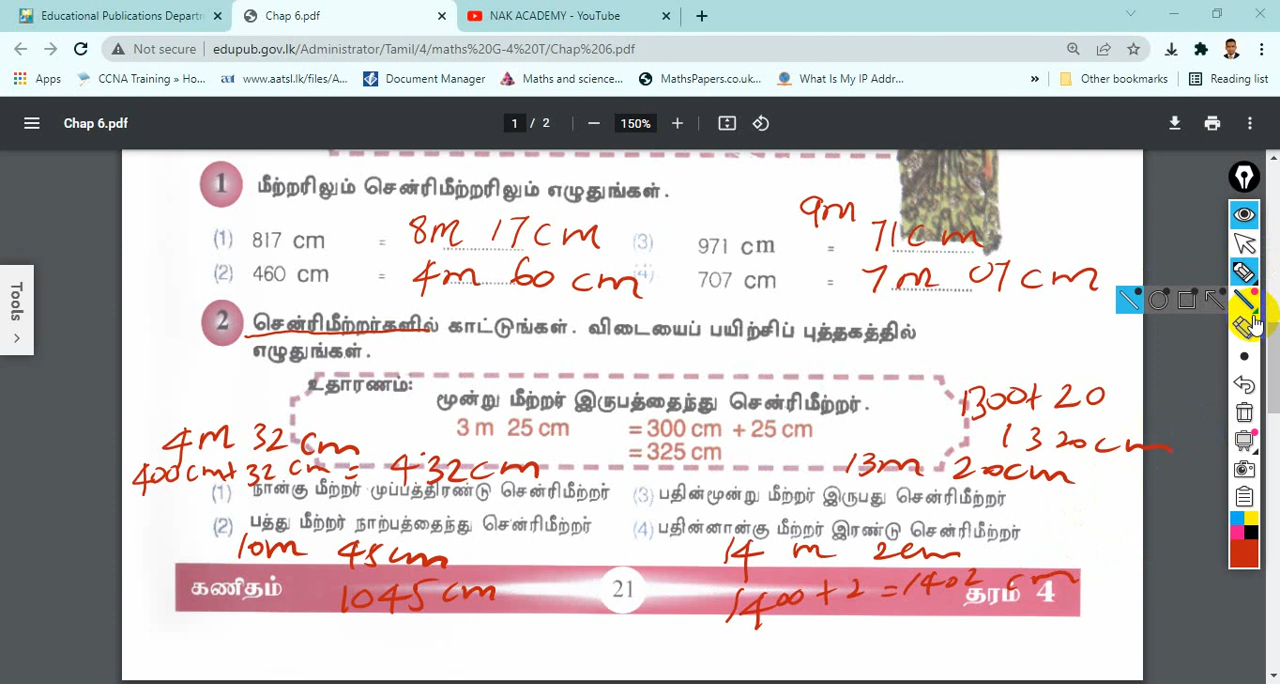 Educational Publications Departm
Chap 6.pdf
NAK ACADEMY - YouTube
Not secure | edupub.gov.lk/Administrator/Tamil/4/maths%20G-4%20T/Chap%206.pdf
Apps CCNA Training » Ho... www.aatsl.lk/files/A... Document Manager Maths and science... MathsPapers.co.uk... What Is My IP Addr... » Other bookmarks Reading list
Chap 6.pdf 1 / 2 150%
Tools
1 மீற்றரிலும் சென்ரிமீற்றரிலும் எழுதுங்கள்.
(1) 817 cm = 8m 17cm (3) 971 cm = 9m 71cm
(2) 460 cm = 4m 60 cm (4) 707 cm = 7m 07cm
2 சென்ரிமீற்றர்களில் காட்டுங்கள். விடையைப் பயிற்சிப் புத்தகத்தில்
எழுதுங்கள்.
உதாரணம்:
மூன்று மீற்றர் இருபத்தைந்து சென்ரிமீற்றர்.
3 m 25 cm = 300 cm + 25 cm
= 325 cm
1300+ 20
1320cm
4m 32cm
400cm+32cm = 432cm
13m 20cm
(1) நான்கு மீற்றர் முப்பத்திரண்டு சென்ரிமீற்றர் (3) பதின்மூன்று மீற்றர் இருபது சென்ரிமீற்றர்
(2) பத்து மீற்றர் நாற்பத்தைந்து சென்ரிமீற்றர் (4) பதின்னான்கு மீற்றர் இரண்டு சென்ரிமீற்றர்
10m 45cm 14 m 2cm
1045cm 1400+2=1402 cm
கணிதம் 21 தரம் 4